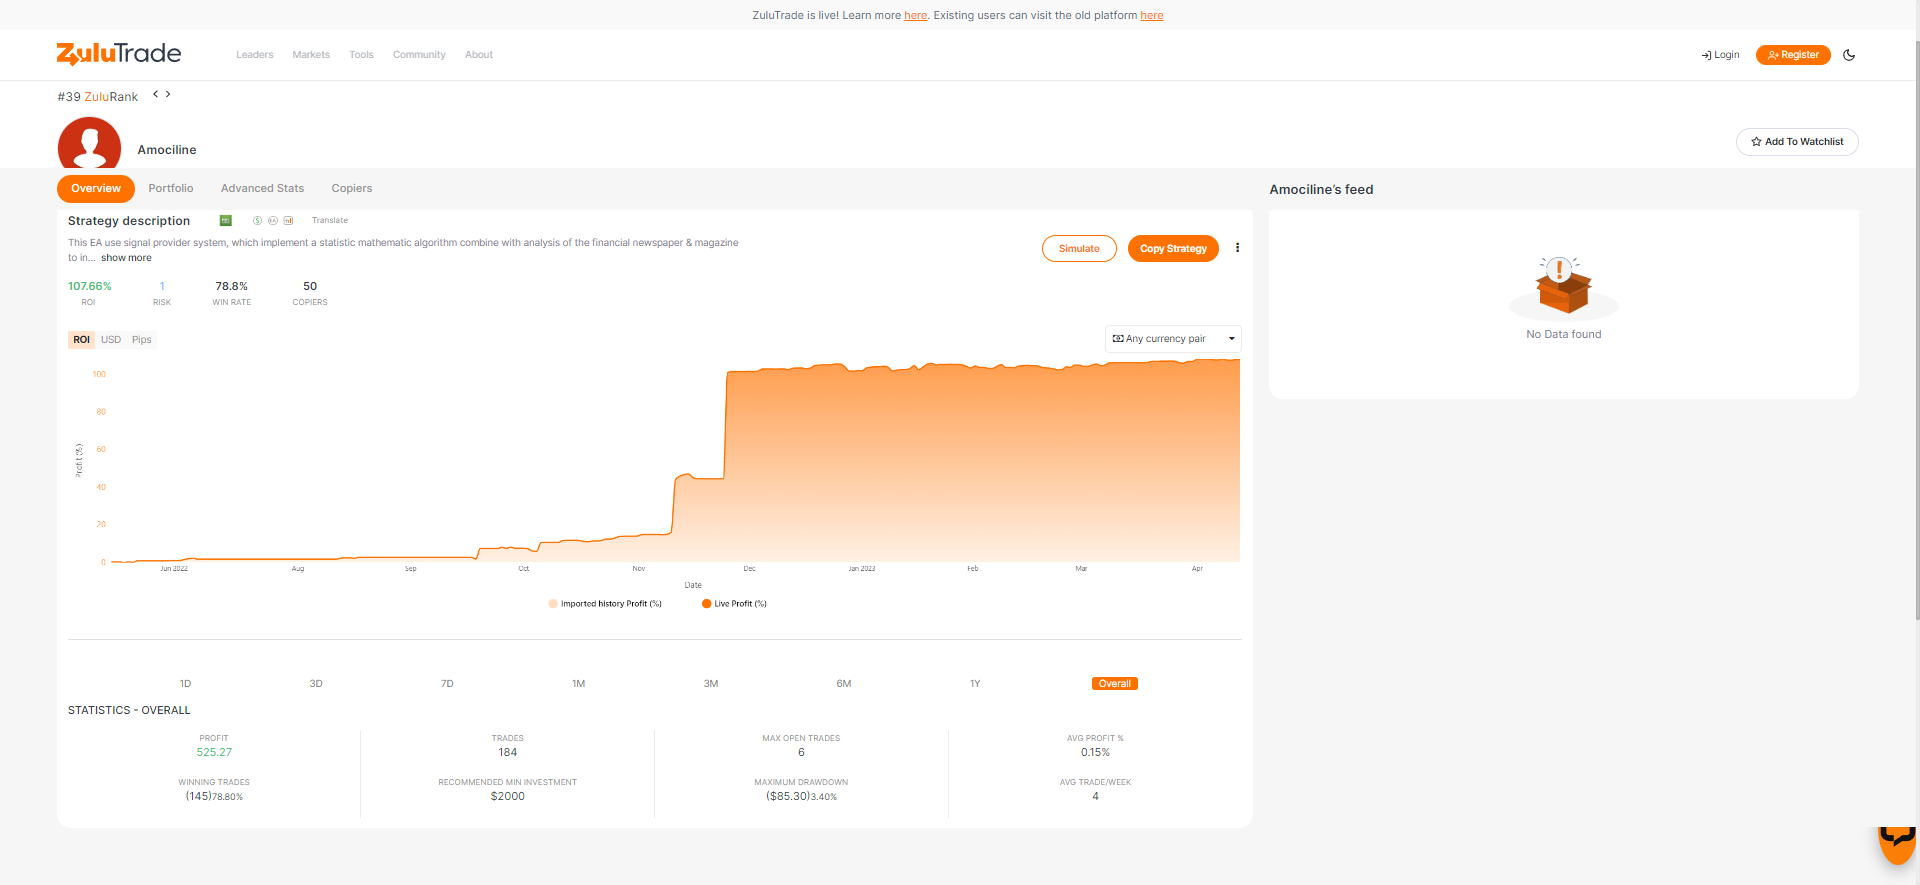 ZuluTrade is live! Learn more here. Existing users can visit the old platform here
ZuluTrade
Leaders Markets Tools Community About
Login Register
#39 ZuluRank
Amociline
Add To Watchlist
Overview Portfolio Advanced Stats Copiers
Amociline's feed
Strategy description
EA
Translate
This EA use signal provider system, which implement a statistic mathematic algorithm combine with analysis of the financial newspaper & magazine
to in... show more
Simulate Copy Strategy
107.66% 1 78.8% 50
ROI RISK WIN RATE COPIERS
No Data found
ROI USD Pips
Any currency pair
100
80
60
40
20
0
Profit (%)
Jun 2022 Aug Sep Oct Nov Dec Jan 2023 Feb Mar Apr
Date
Imported history Profit (%) Live Profit (%)
1D 3D 7D 1M 3M 6M 1Y Overall
STATISTICS - OVERALL
PROFIT TRADES MAX OPEN TRADES AVG PROFIT %
525.27 184 6 0.15%
WINNING TRADES RECOMMENDED MIN INVESTMENT MAXIMUM DRAWDOWN AVG TRADE/WEEK
(145)78.80% $2000 ($85.30)3.40% 4